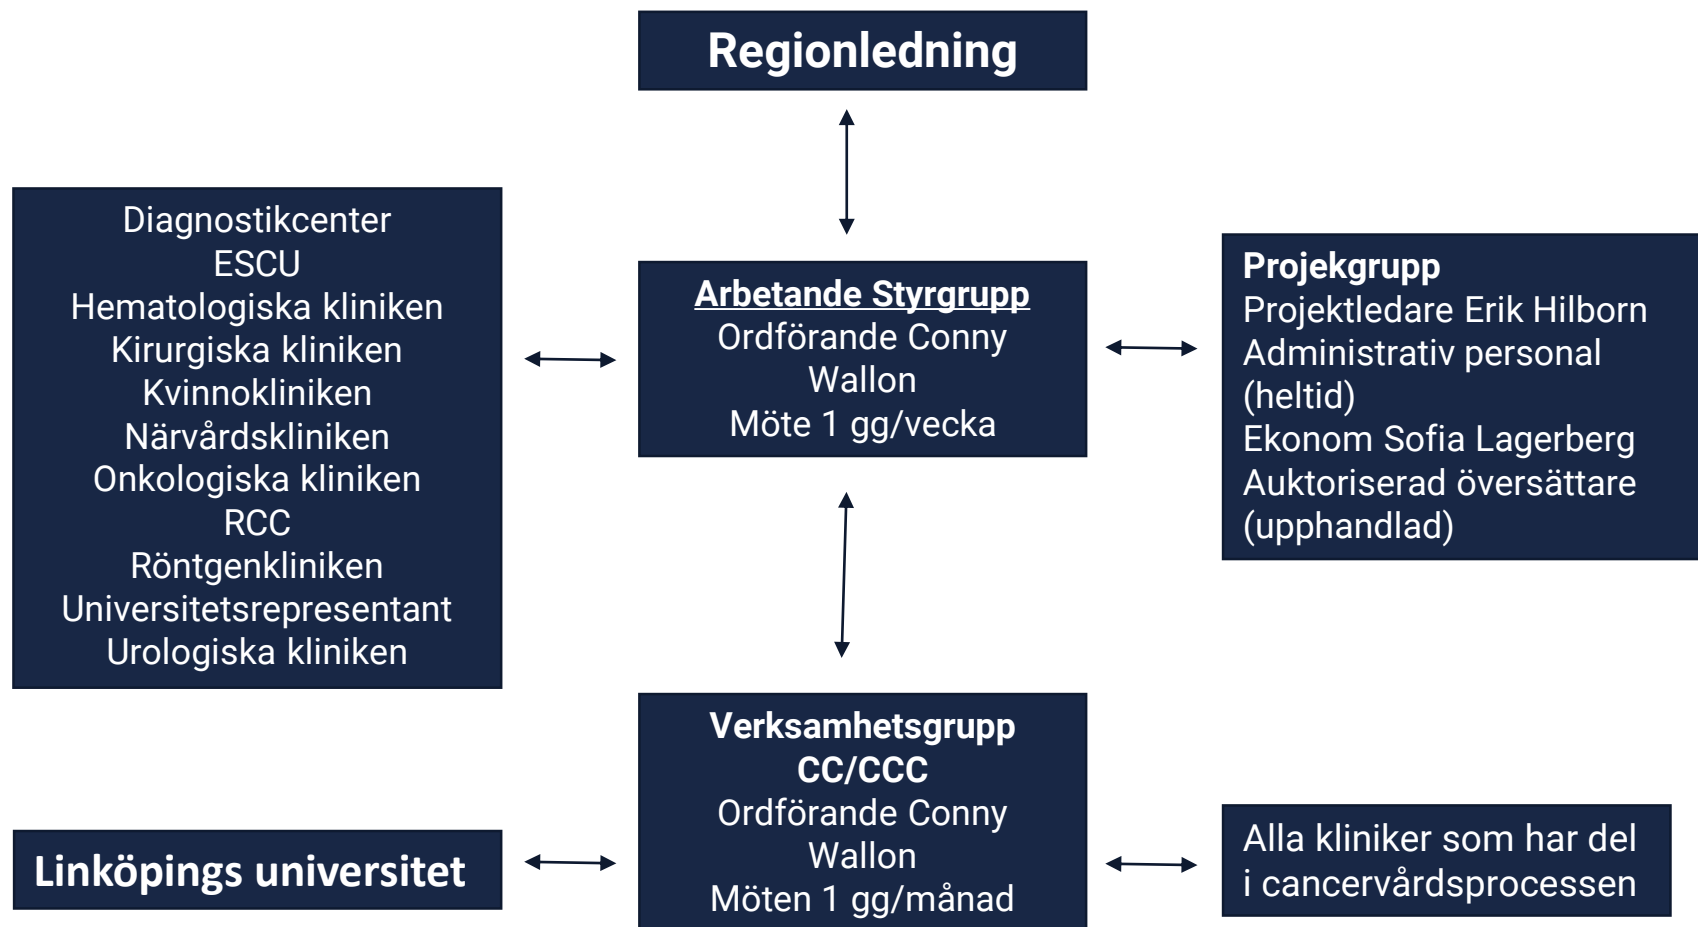 Regionledning
Diagnostikcenter
ESCU
Hematologiska kliniken
Kirurgiska kliniken
Kvinnokliniken
Närvårdskliniken
Onkologiska kliniken
RCC
Röntgenkliniken
Universitetsrepresentant
Urologiska kliniken
Arbetande Styrgrupp
Ordförande Conny
Wallon
Möte 1 gg/vecka
Projekgrupp
Projektledare Erik Hilborn
Administrativ personal
(heltid)
Ekonom Sofia Lagerberg
Auktoriserad översättare
(upphandlad)
Linköpings universitet
Verksamhetsgrupp
CC/CCC
Ordförande Conny
Wallon
Möten 1 gg/månad
Alla kliniker som har del
i cancervårdsprocessen